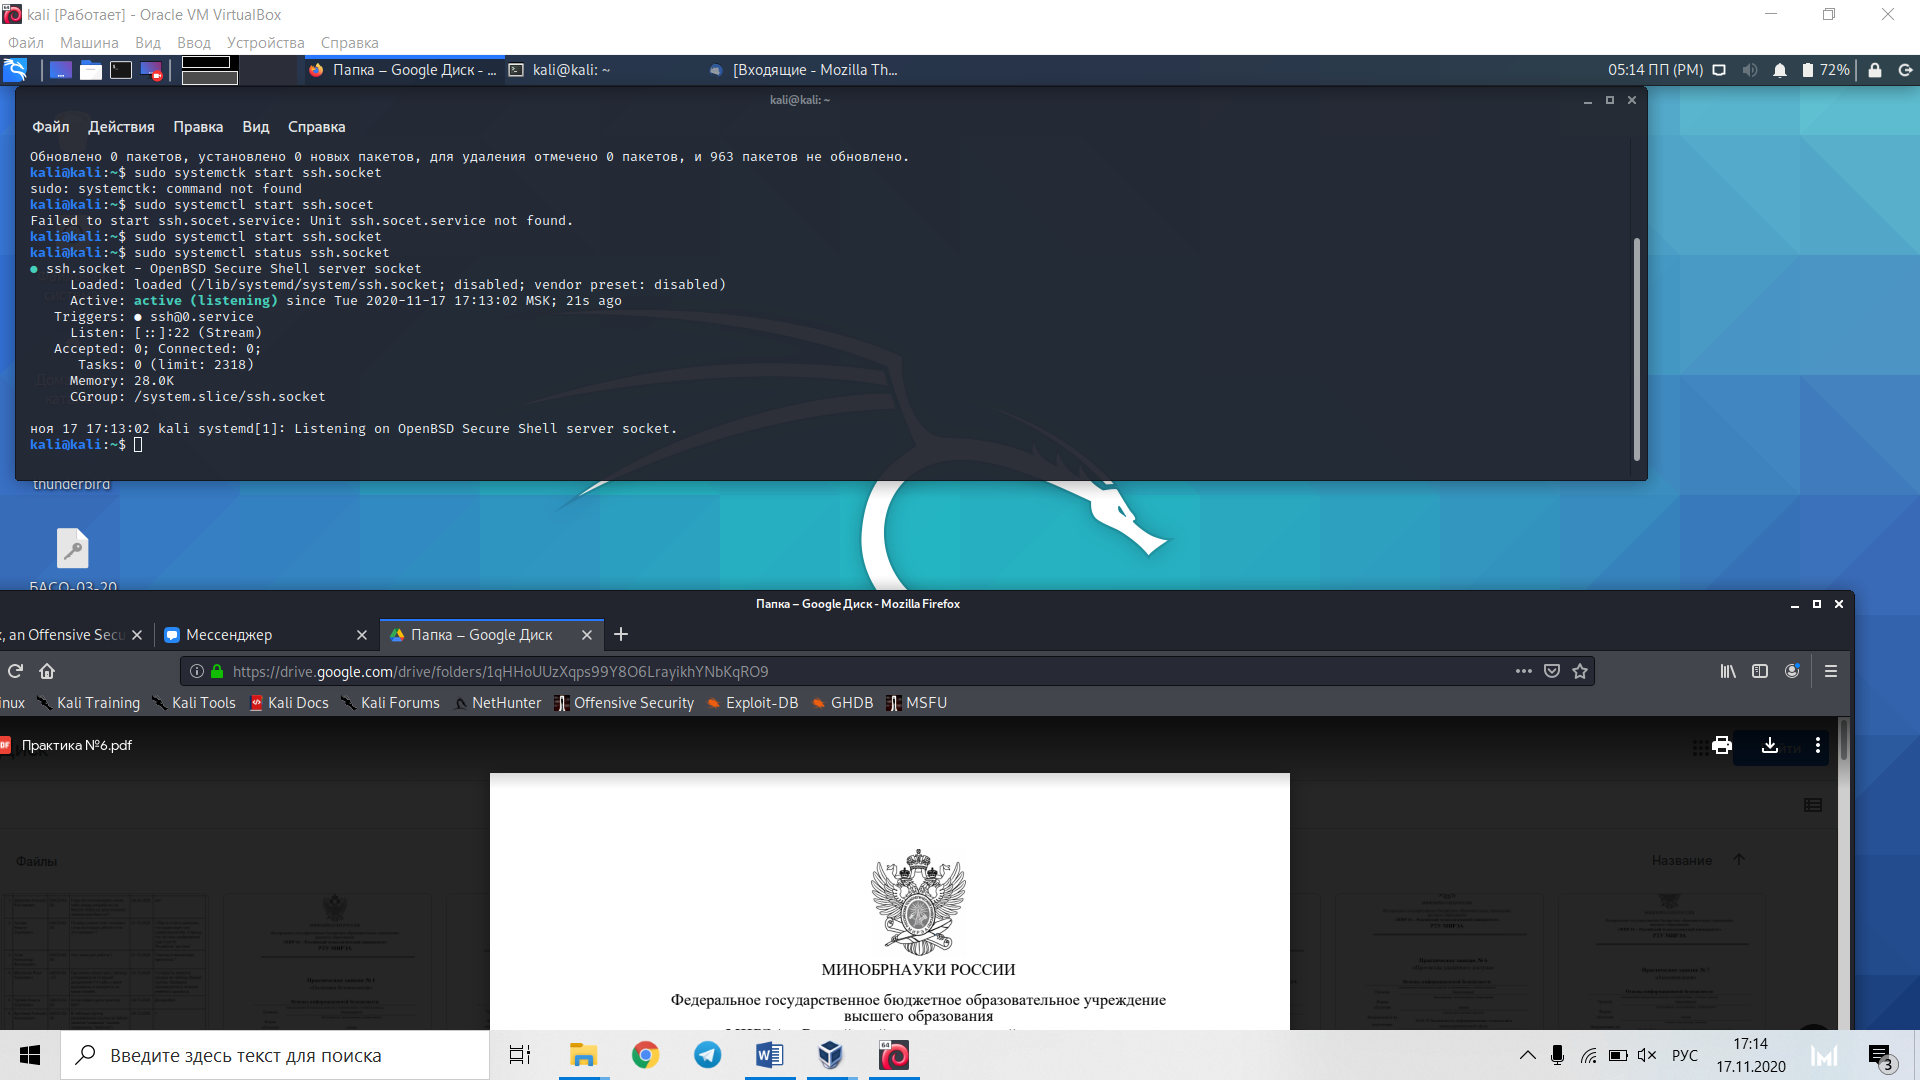 kali [Работает] - Oracle VM VirtualBox
Файл Машина Вид Ввод Устройства Справка
Папка – Google Диск - ... kali@kali: ~ [Входящие - Mozilla Th... 05:14 ПП (PM) 72%
kali@kali: ~
Файл Действия Правка Вид Справка
Обновлено 0 пакетов, установлено 0 новых пакетов, для удаления отмечено 0 пакетов, и 963 пакетов не обновлено.
kali@kali:~$ sudo systemctk start ssh.socket
sudo: systemctk: command not found
kali@kali:~$ sudo systemctl start ssh.socet
Failed to start ssh.socet.service: Unit ssh.socet.service not found.
kali@kali:~$ sudo systemctl start ssh.socket
kali@kali:~$ sudo systemctl status ssh.socket
● ssh.socket - OpenBSD Secure Shell server socket
Loaded: loaded (/lib/systemd/system/ssh.socket; disabled; vendor preset: disabled)
Active: active (listening) since Tue 2020-11-17 17:13:02 MSK; 21s ago
Triggers: ● ssh@0.service
Listen: [::]:22 (Stream)
Accepted: 0; Connected: 0;
Tasks: 0 (limit: 2318)
Memory: 28.0K
CGroup: /system.slice/ssh.socket
ноя 17 17:13:02 kali systemd[1]: Listening on OpenBSD Secure Shell server socket.
kali@kali:~$
thunderbird
БАСО-03-20
Папка – Google Диск - Mozilla Firefox
, an Offensive Secu Мессенджер Папка – Google Диск
https://drive.google.com/drive/folders/1qHHoUUzXqps99Y8O6LrayikhYNbKqRO9
inux Kali Training Kali Tools Kali Docs Kali Forums NetHunter Offensive Security Exploit-DB GHDB MSFU
Практика №6.pdf
Файлы Название
МИНОБРНАУКИ РОССИИ
Федеральное государственное бюджетное образовательное учреждение
высшего образования
Введите здесь текст для поиска
РУС
17:14
17.11.2020
3